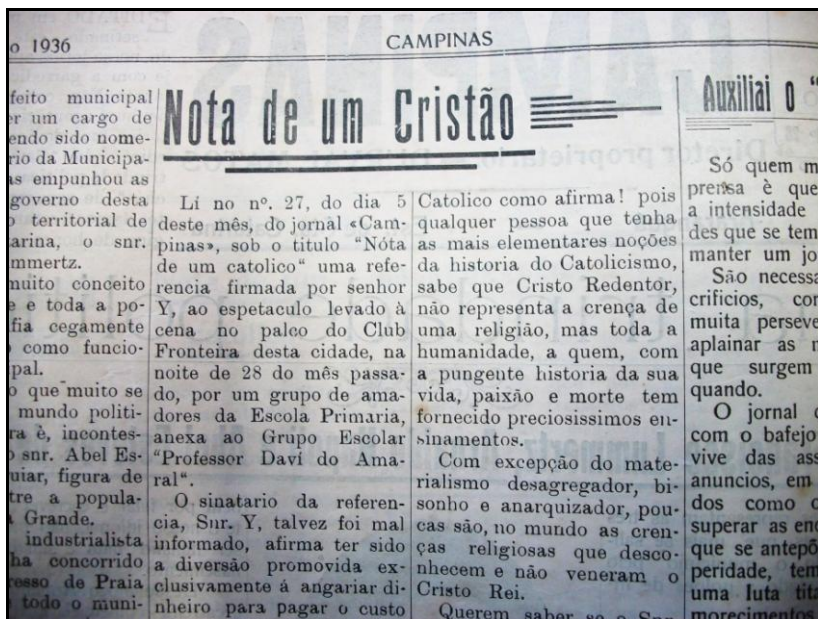 o 1936
CAMPINAS
feito municipal
er um cargo de
endo sido nome-
rio da Municipa-
as empunhou as
governo desta
o territorial de
arina, o snr.
mmertz.
muito conceito
e e toda a po-
fia cegamente
como funcio-
pal.
o que muito se
mundo politi-
ra è, incontes-
o snr. Abel Es-
uiar, figura de
tre a popula-
a Grande.
industrialista
ha concorrido
resso de Praia
todo o muni-
Nota de um Cristão
Lí no nº. 27, do dia 5
deste mês, do jornal «Cam-
pinas», sob o titulo "Nóta
de um catolico" uma refe-
rencia firmada por senhor
Y, ao espetaculo levado à
cena no palco do Club
Fronteira desta cidade, na
noite de 28 do mês passa-
do, por um grupo de ama-
dores da Escola Primaria,
anexa ao Grupo Escolar
"Professor Daví do Ama-
ral".
O sinatario da referen-
cia, Snr. Y, talvez foi mal
informado, afirma ter sido
a diversão promovida ex-
clusivamente á angariar di-
nheiro para pagar o custo
Catolico como afirma! pois
qualquer pessoa que tenha
as mais elementares noções
da historia do Catolicismo,
sabe que Cristo Redentor,
não representa a crença de
uma religião, mas toda a
humanidade, a quem, com
a pungente historia da sua
vida, paixão e morte tem
fornecido preciosissimos en-
sinamentos.
Com excepção do mate-
rialismo desagregador, bi-
sonho e anarquizador, pou-
cas são, no mundo as cren-
ças religiosas que desco-
nhecem e não veneram o
Cristo Rei.
Querem saber se o Snr.
Auxiliai o "
Só quem m
prensa è que
a intensidade
des que se tem
manter um jo
São necessa
crificios, con
muita perseve
aplainar as m
que surgem
quando.
O jornal d
com o bafejo
vive das ass
anuncios, em
dos como o
superar as enc
que se antepõ
peridade, tem
uma luta titâ
morecimentos